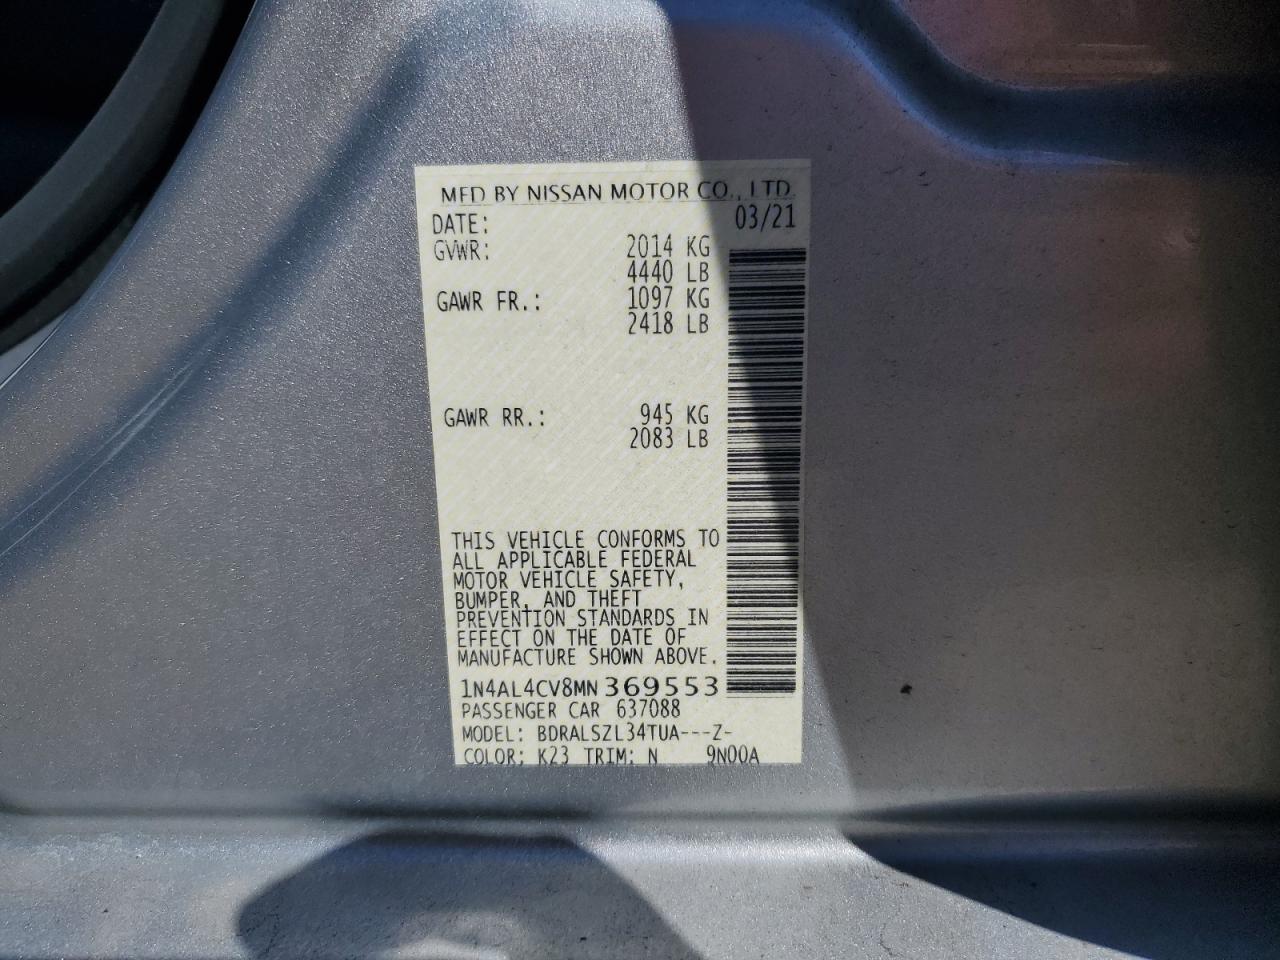 MFD BY NISSAN MOTOR CO., LTD.
DATE: 03/21
GVWR: 2014 KG
4440 LB
GAWR FR.: 1097 KG
2418 LB
GAWR RR.: 945 KG
2083 LB
THIS VEHICLE CONFORMS TO
ALL APPLICABLE FEDERAL
MOTOR VEHICLE SAFETY,
BUMPER, AND THEFT
PREVENTION STANDARDS IN
EFFECT ON THE DATE OF
MANUFACTURE SHOWN ABOVE.
1N4AL4CV8MN369553
PASSENGER CAR 637088
MODEL: BDRALSZL34TUA---Z-
COLOR: K23 TRIM: N 9N00A